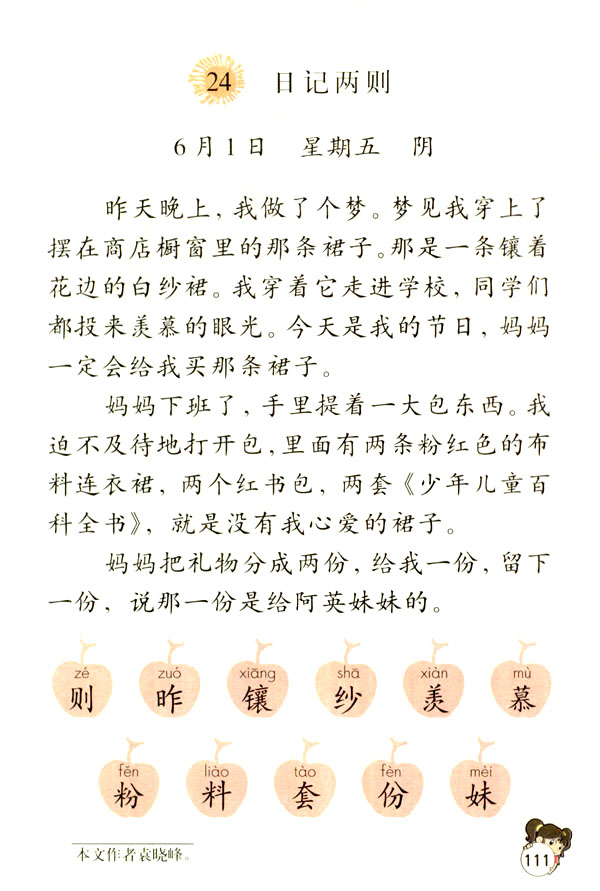 24 日记两则
6月1日 星期五 阴
昨天晚上，我做了个梦。梦见我穿上了
摆在商店橱窗里的那条裙子。那是一条镶着
花边的白纱裙。我穿着它走进学校，同学们
都投来羡慕的眼光。今天是我的节日，妈妈
一定会给我买那条裙子。
妈妈下班了，手里提着一大包东西。我
迫不及待地打开包，里面有两条粉红色的布
料连衣裙，两个红书包，两套《少年儿童百
科全书》，就是没有我心爱的裙子。
妈妈把礼物分成两份，给我一份，留下
一份，说那一份是给阿英妹妹的。
zé zuó xiāng shā xiàn mù
则 昨 镶 纱 羡 慕
fěn liào tào fèn mèi
粉 料 套 份 妹
本文作者袁晓峰。
111